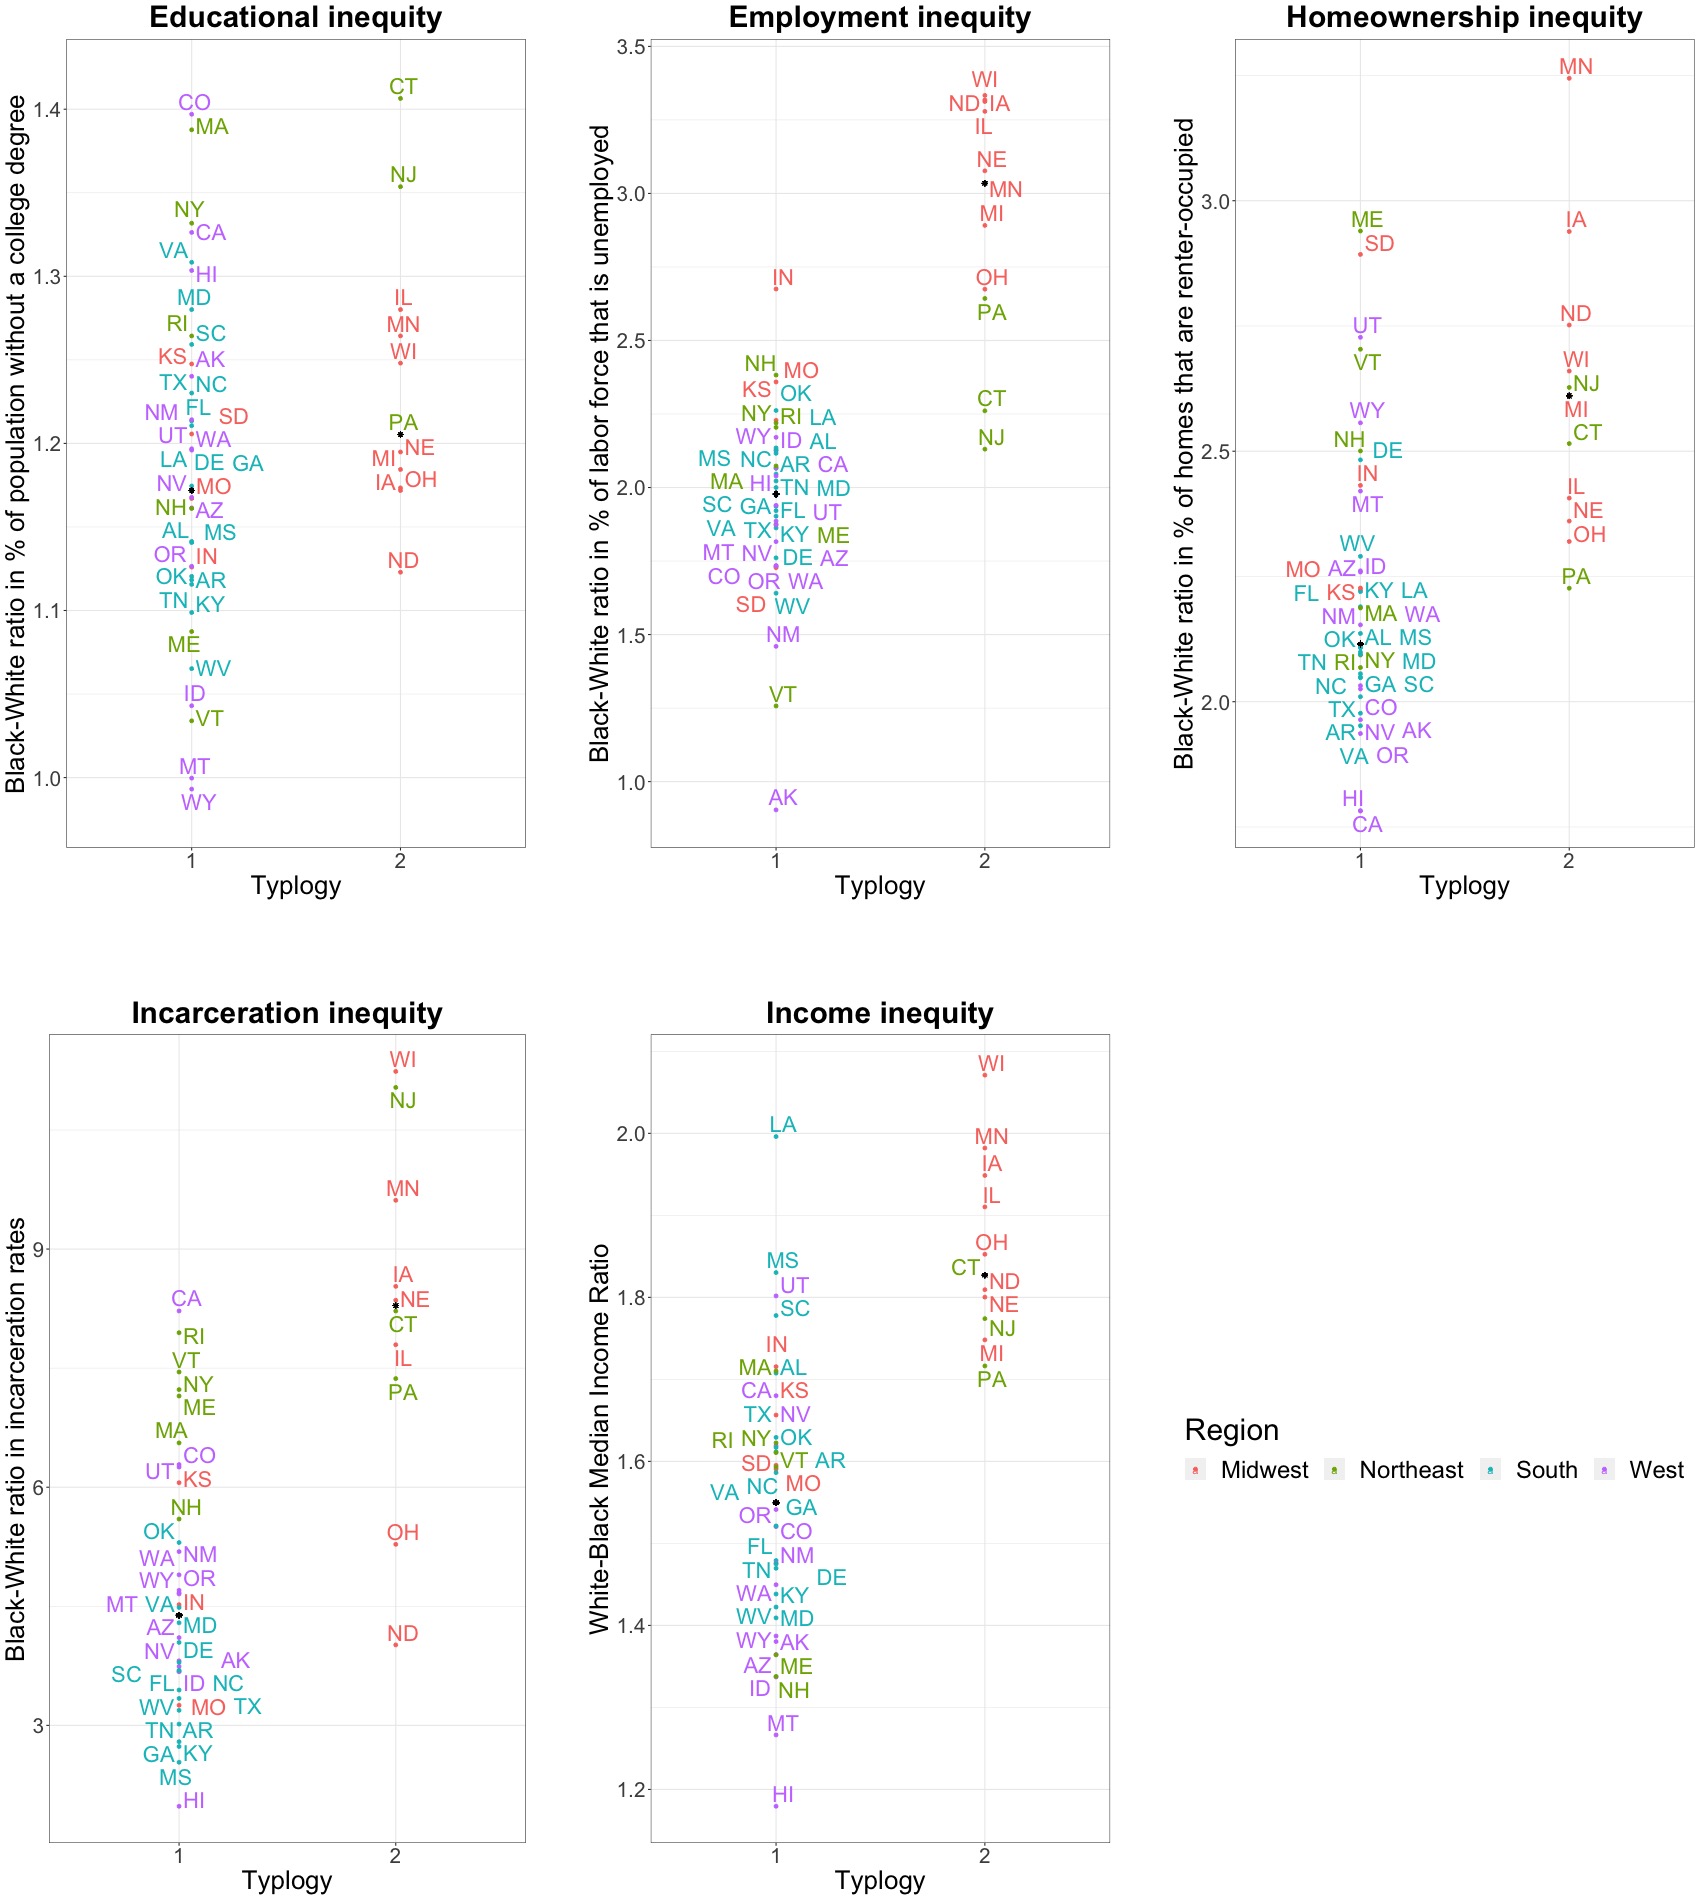 Educational inequity
Employment inequity
Homeownership inequity
Black-White ratio in % of population without a college degree
1.4
1.3
1.2
1.1
1.0
CT
CO
MA
NJ
NY
CA
VA
HI
MD
IL
RI
SC
MN
KS
AK
WI
TX
NC
NM
FL
SD
PA
UT
WA
NE
LA
DE
GA
MI
NV
MO
IA
OH
NH
AZ
AL
MS
OR
IN
ND
OK
AR
TN
KY
ME
WV
ID
VT
MT
WY
1
2
Typlogy
Black-White ratio in % of labor force that is unemployed
3.5
3.0
2.5
2.0
1.5
1.0
WI
ND
IA
IL
NE
MN
MI
IN
OH
PA
NH
MO
KS
OK
CT
NY
RI
LA
WY
ID
AL
NJ
MS
NC
AR
CA
MA
HI
TN
MD
SC
GA
FL
UT
VA
TX
KY
ME
MT
NV
DE
AZ
CO
OR
WA
SD
WV
NM
VT
AK
1
2
Typlogy
Black-White ratio in % of homes that are renter-occupied
3.0
2.5
2.0
MN
ME
IA
SD
ND
UT
VT
WI
NJ
WY
MI
NH
DE
CT
IN
MT
IL
NE
WV
OH
MO
AZ
ID
PA
FL
KS
KY
LA
NM
MA
WA
OK
AL
MS
TN
RI
NY
MD
NC
GA
SC
TX
CO
AR
NV
AK
VA
OR
HI
CA
1
2
Typlogy
Incarceration inequity
Income inequity
Black-White ratio in incarceration rates
9
6
3
WI
NJ
MN
IA
CA
NE
CT
RI
VT
IL
NY
PA
ME
MA
CO
UT
KS
NH
OK
OH
WA
NM
WY
OR
MT
VA
IN
AZ
MD
ND
NV
DE
AK
SC
FL
ID
NC
WV
MO
TX
TN
AR
GA
KY
MS
HI
1
2
Typlogy
White-Black Median Income Ratio
2.0
1.8
1.6
1.4
1.2
WI
LA
MN
IA
IL
OH
MS
CT
UT
ND
SC
NE
NJ
IN
MI
MA
AL
PA
CA
KS
TX
NV
RI
NY
OK
SD
VT
AR
VA
NC
MO
OR
GA
CO
FL
NM
TN
DE
WA
KY
WV
MD
WY
AK
AZ
ME
ID
NH
MT
HI
1
2
Typlogy
Region
Midwest
Northeast
South
West